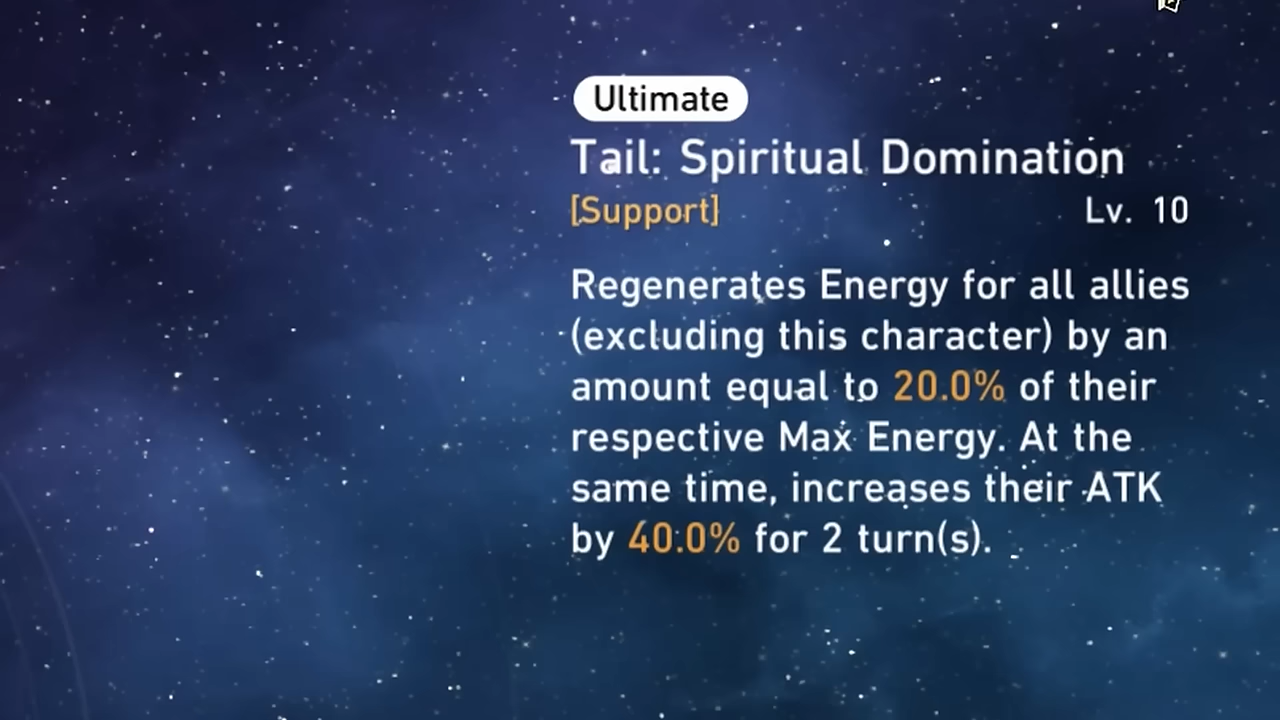 Ultimate
Tail: Spiritual Domination
[Support] Lv. 10
Regenerates Energy for all allies
(excluding this character) by an
amount equal to 20.0% of their
respective Max Energy. At the
same time, increases their ATK
by 40.0% for 2 turn(s).